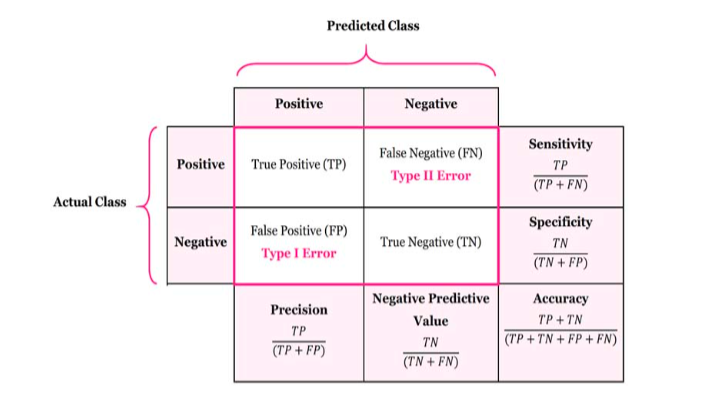 Predicted Class
Positive
Negative
Actual Class
Positive
True Positive (TP)
False Negative (FN)
Type II Error
Sensitivity
TP
(TP + FN)
Negative
False Positive (FP)
Type I Error
True Negative (TN)
Specificity
TN
(TN + FP)
Precision
TP
(TP + FP)
Negative Predictive
Value
TN
(TN + FN)
Accuracy
TP + TN
(TP + TN + FP + FN)